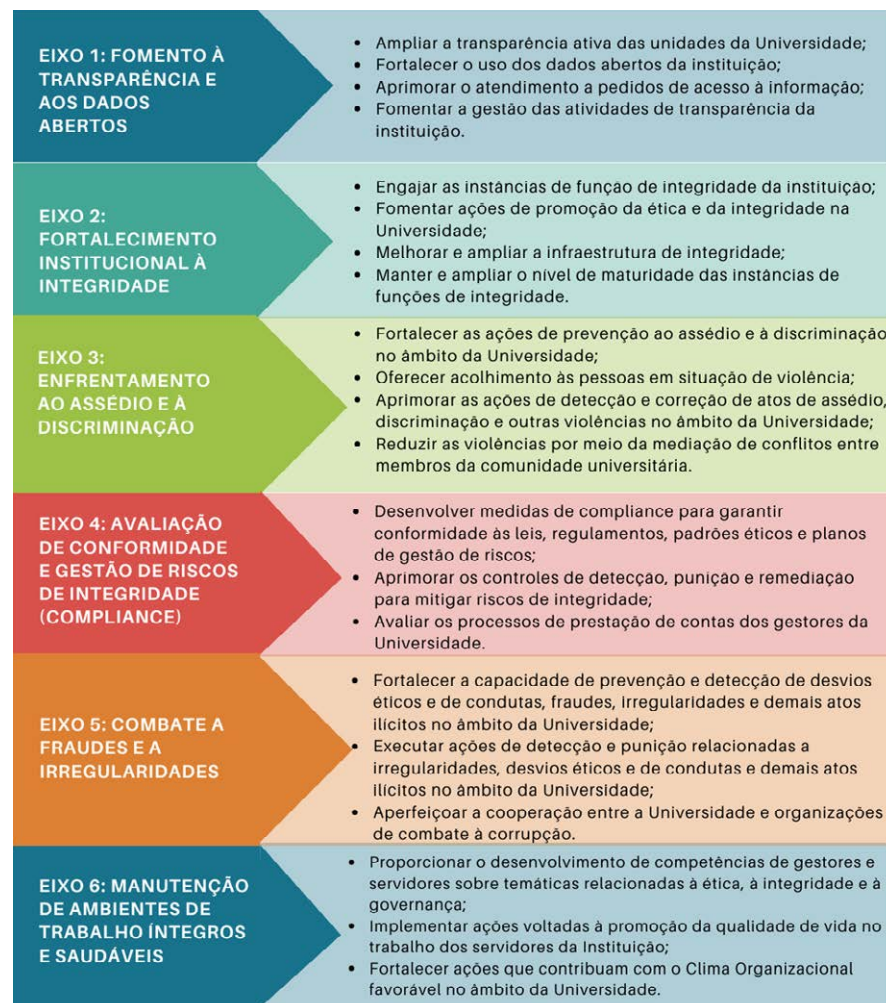 EIXO 1: FOMENTO À
TRANSPARÊNCIA E
AOS DADOS
ABERTOS
• Ampliar a transparência ativa das unidades da Universidade;
• Fortalecer o uso dos dados abertos da instituição;
• Aprimorar o atendimento a pedidos de acesso à informação;
• Fomentar a gestão das atividades de transparência da
instituição.
EIXO 2:
FORTALECIMENTO
INSTITUCIONAL À
INTEGRIDADE
• Engajar as instâncias de função de integridade da instituição;
• Fomentar ações de promoção da ética e da integridade na
Universidade;
• Melhorar e ampliar a infraestrutura de integridade;
• Manter e ampliar o nível de maturidade das instâncias de
funções de integridade.
EIXO 3:
ENFRENTAMENTO
AO ASSÉDIO E À
DISCRIMINAÇÃO
• Fortalecer as ações de prevenção ao assédio e à discriminação
no âmbito da Universidade;
• Oferecer acolhimento às pessoas em situação de violência;
• Aprimorar as ações de detecção e correção de atos de assédio,
discriminação e outras violências no âmbito da Universidade;
• Reduzir as violências por meio da mediação de conflitos entre
membros da comunidade universitária.
EIXO 4: AVALIAÇÃO
DE CONFORMIDADE
E GESTÃO DE RISCOS
DE INTEGRIDADE
(COMPLIANCE)
• Desenvolver medidas de compliance para garantir
conformidade às leis, regulamentos, padrões éticos e planos
de gestão de riscos;
• Aprimorar os controles de detecção, punição e remediação
para mitigar riscos de integridade;
• Avaliar os processos de prestação de contas dos gestores da
Universidade.
EIXO 5: COMBATE A
FRAUDES E A
IRREGULARIDADES
• Fortalecer a capacidade de prevenção e detecção de desvios
éticos e de condutas, fraudes, irregularidades e demais atos
ilícitos no âmbito da Universidade;
• Executar ações de detecção e punição relacionadas a
irregularidades, desvios éticos e de condutas e demais atos
ilícitos no âmbito da Universidade;
• Aperfeiçoar a cooperação entre a Universidade e organizações
de combate à corrupção.
EIXO 6: MANUTENÇÃO
DE AMBIENTES DE
TRABALHO ÍNTEGROS
E SAUDÁVEIS
• Proporcionar o desenvolvimento de competências de gestores e
servidores sobre temáticas relacionadas à ética, à integridade e à
governança;
• Implementar ações voltadas à promoção da qualidade de vida no
trabalho dos servidores da Instituição;
• Fortalecer ações que contribuam com o Clima Organizacional
favorável no âmbito da Universidade.